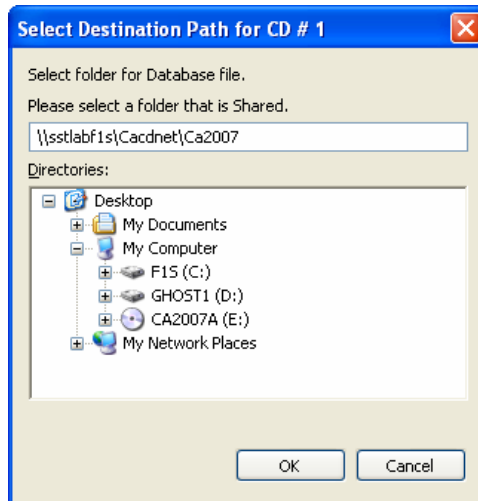 Select Destination Path for CD # 1
Select folder for Database file.
Please select a folder that is Shared.
\\sstlabf1s\Cacdnet\Ca2007
Directories:
Desktop
My Documents
My Computer
F1S (C:)
GHOST1 (D:)
CA2007A (E:)
My Network Places
OK Cancel